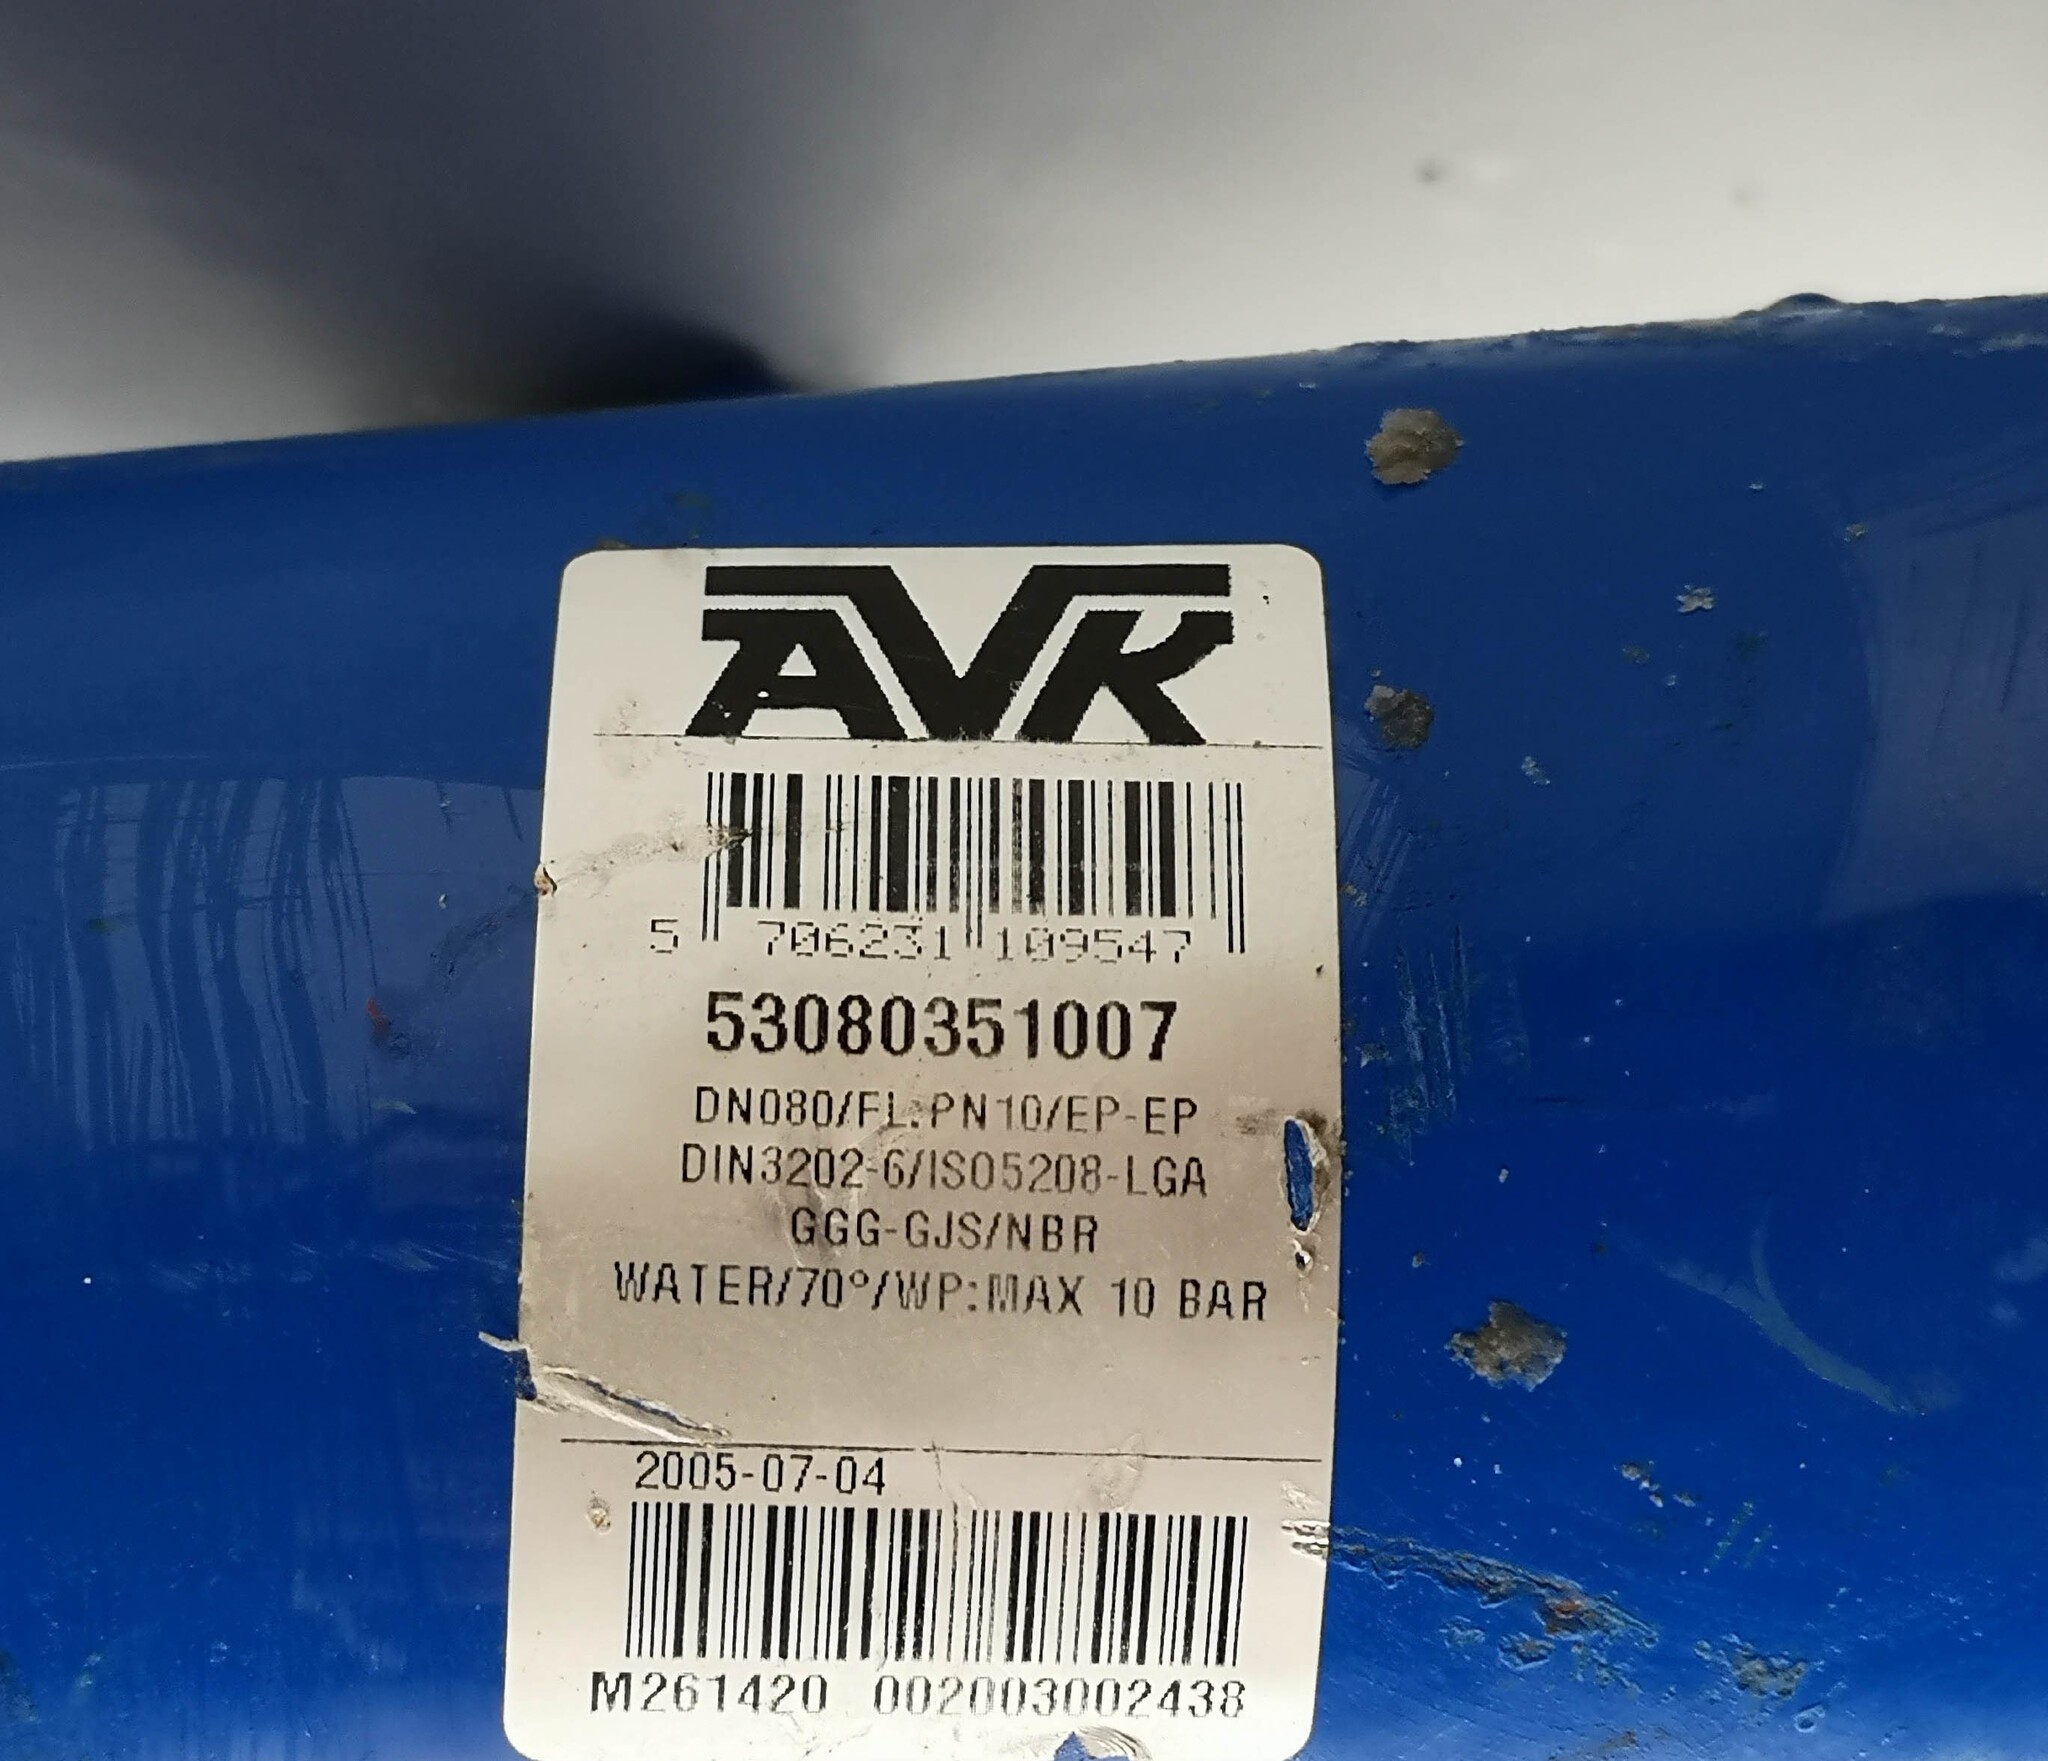 AVK
5 706231 109547
53080351007
DN080/FL:PN10/EP-EP
DIN3202-6/ISO5208-LGA
GGG-GJS/NBR
WATER/70°/WP:MAX 10 BAR
2005-07-04
M261420 002003002438